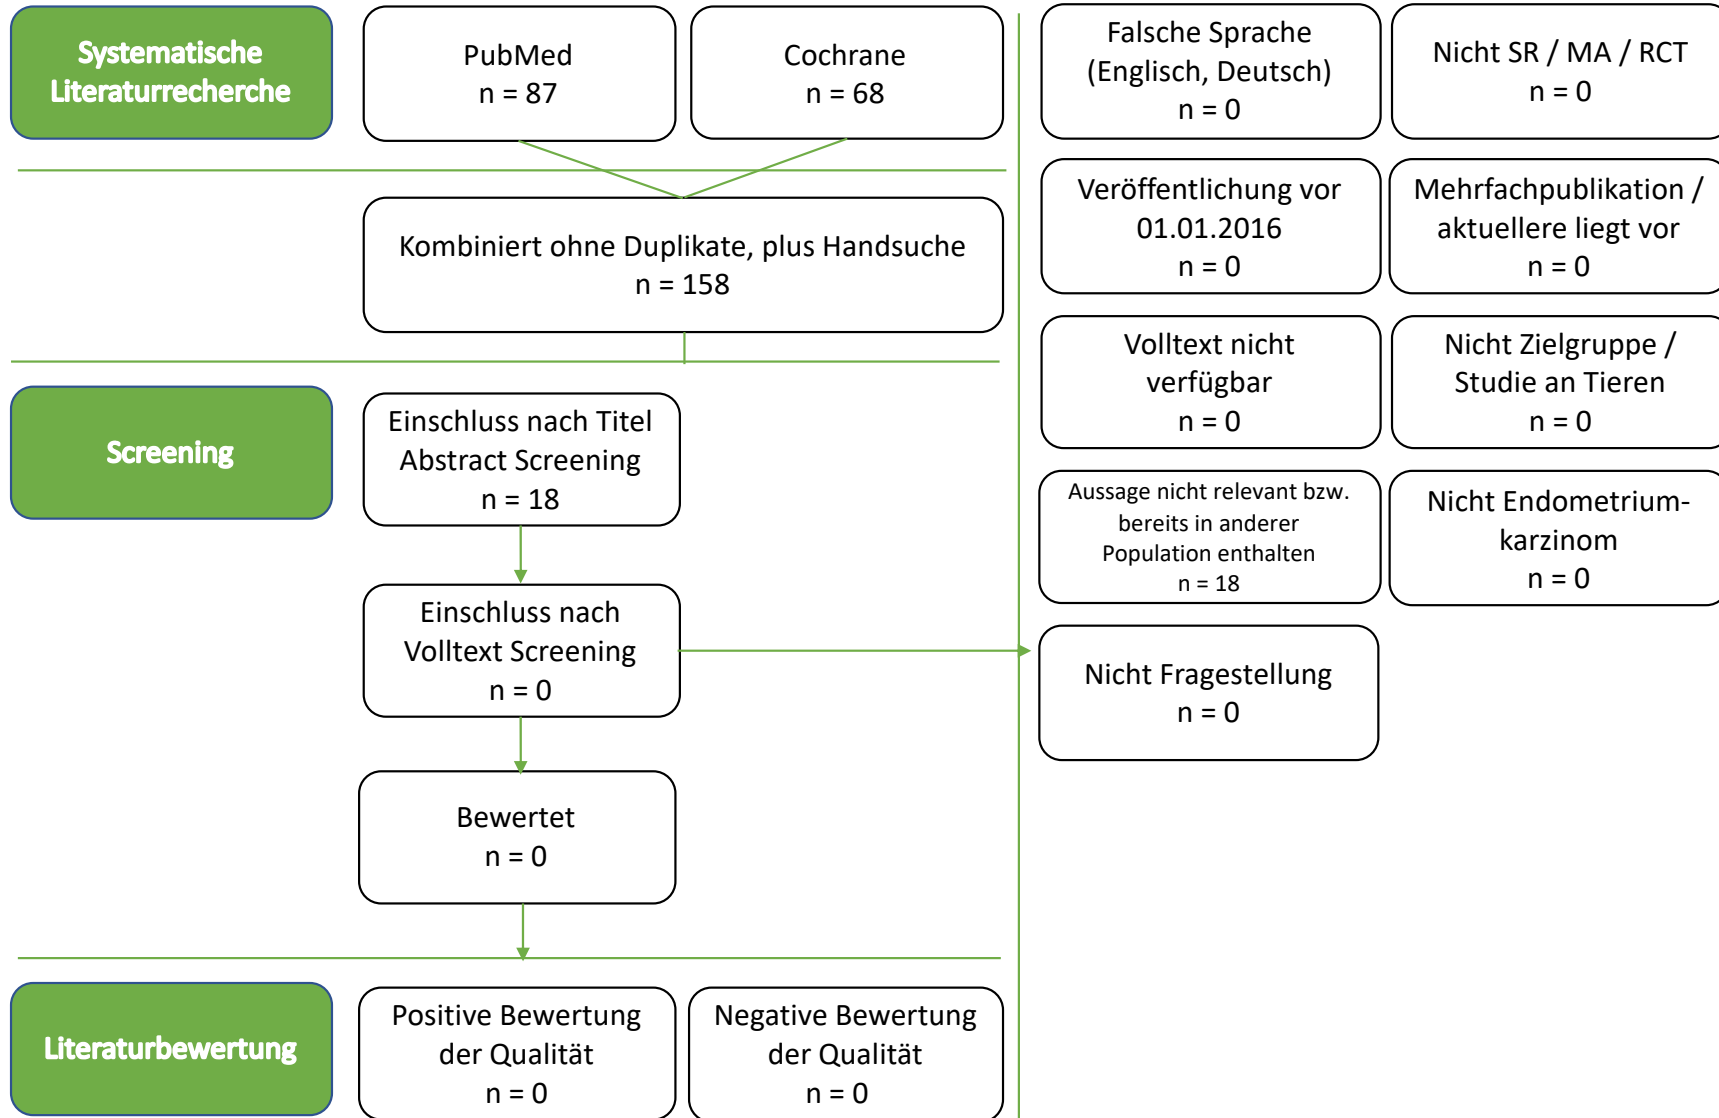 Systematische
Literaturrecherche
PubMed
n = 87
Cochrane
n = 68
Kombiniert ohne Duplikate, plus Handsuche
n = 158
Screening
Einschluss nach Titel
Abstract Screening
n = 18
Einschluss nach
Volltext Screening
n = 0
Bewertet
n = 0
Literaturbewertung
Positive Bewertung
der Qualität
n = 0
Negative Bewertung
der Qualität
n = 0
Falsche Sprache
(Englisch, Deutsch)
n = 0
Nicht SR / MA / RCT
n = 0
Veröffentlichung vor
01.01.2016
n = 0
Mehrfachpublikation /
aktuellere liegt vor
n = 0
Volltext nicht
verfügbar
n = 0
Nicht Zielgruppe /
Studie an Tieren
n = 0
Aussage nicht relevant bzw.
bereits in anderer
Population enthalten
n = 18
Nicht Endometrium-
karzinom
n = 0
Nicht Fragestellung
n = 0